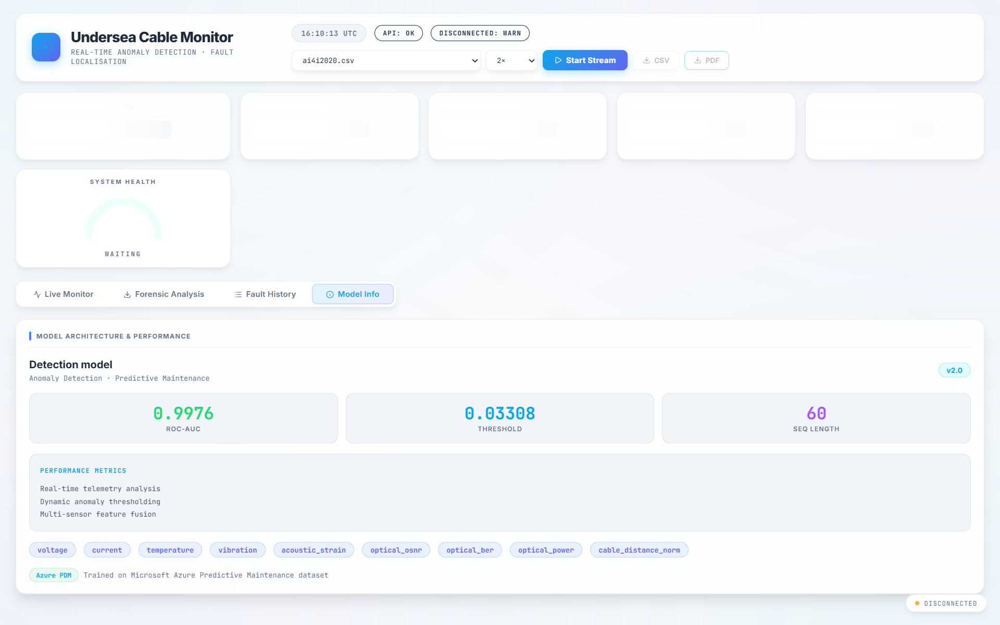 Undersea Cable Monitor
REAL-TIME ANOMALY DETECTION · FAULT
LOCALISATION
16:10:13 UTC
API: OK
DISCONNECTED: WARN
ai4i2020.csv
2×
Start Stream
CSV
PDF
SYSTEM HEALTH
WAITING
Live Monitor
Forensic Analysis
Fault History
Model Info
MODEL ARCHITECTURE & PERFORMANCE
Detection model
Anomaly Detection · Predictive Maintenance
v2.0
0.9976
ROC-AUC
0.03308
THRESHOLD
60
SEQ LENGTH
PERFORMANCE METRICS
Real-time telemetry analysis
Dynamic anomaly thresholding
Multi-sensor feature fusion
voltage
current
temperature
vibration
acoustic_strain
optical_osnr
optical_ber
optical_power
cable_distance_norm
Azure PDM
Trained on Microsoft Azure Predictive Maintenance dataset
DISCONNECTED